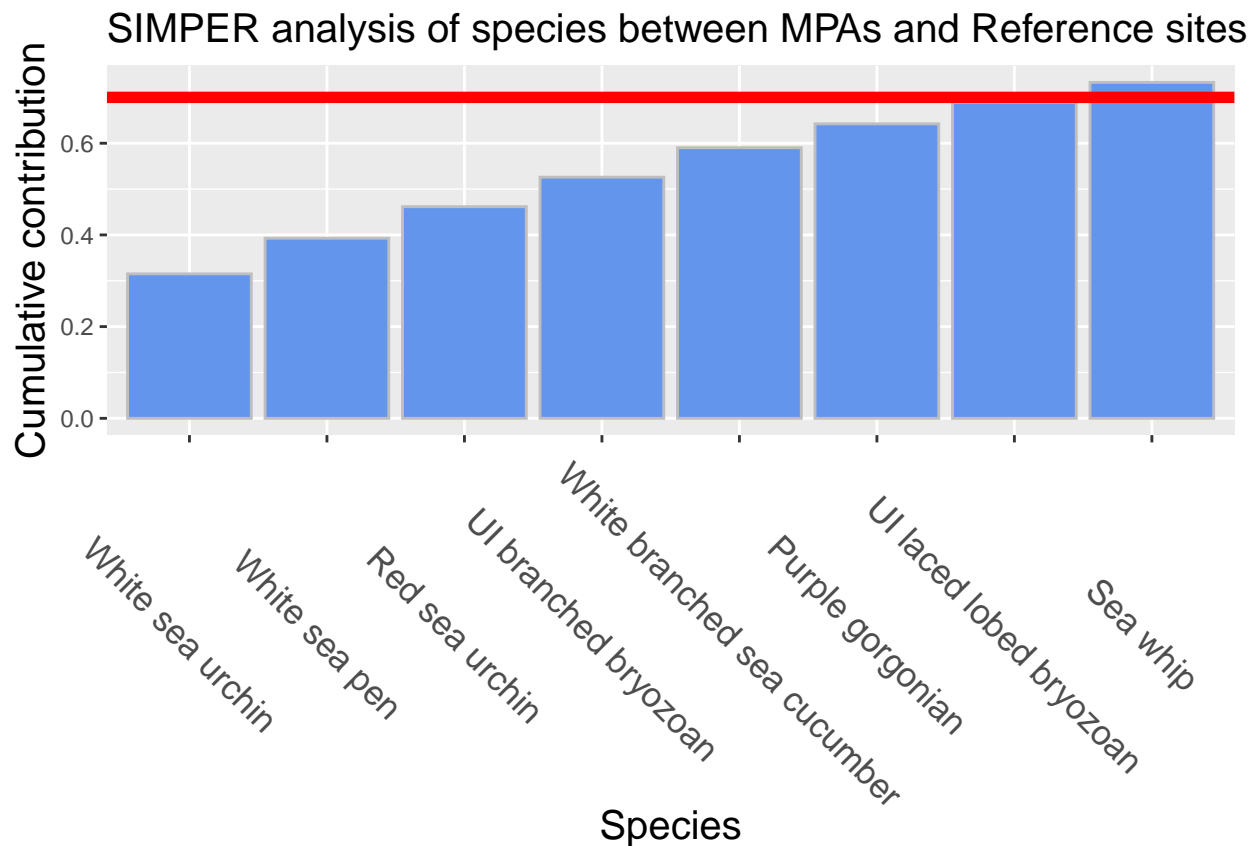 SIMPER analysis of species between MPAs and Reference sites
Cumulative contribution
0.6
0.4
0.2
0.0
White sea urchin
White sea pen
Red sea urchin
UI branched bryozoan
White branched sea cucumber
Purple gorgonian
UI laced lobed bryozoan
Sea whip
Species